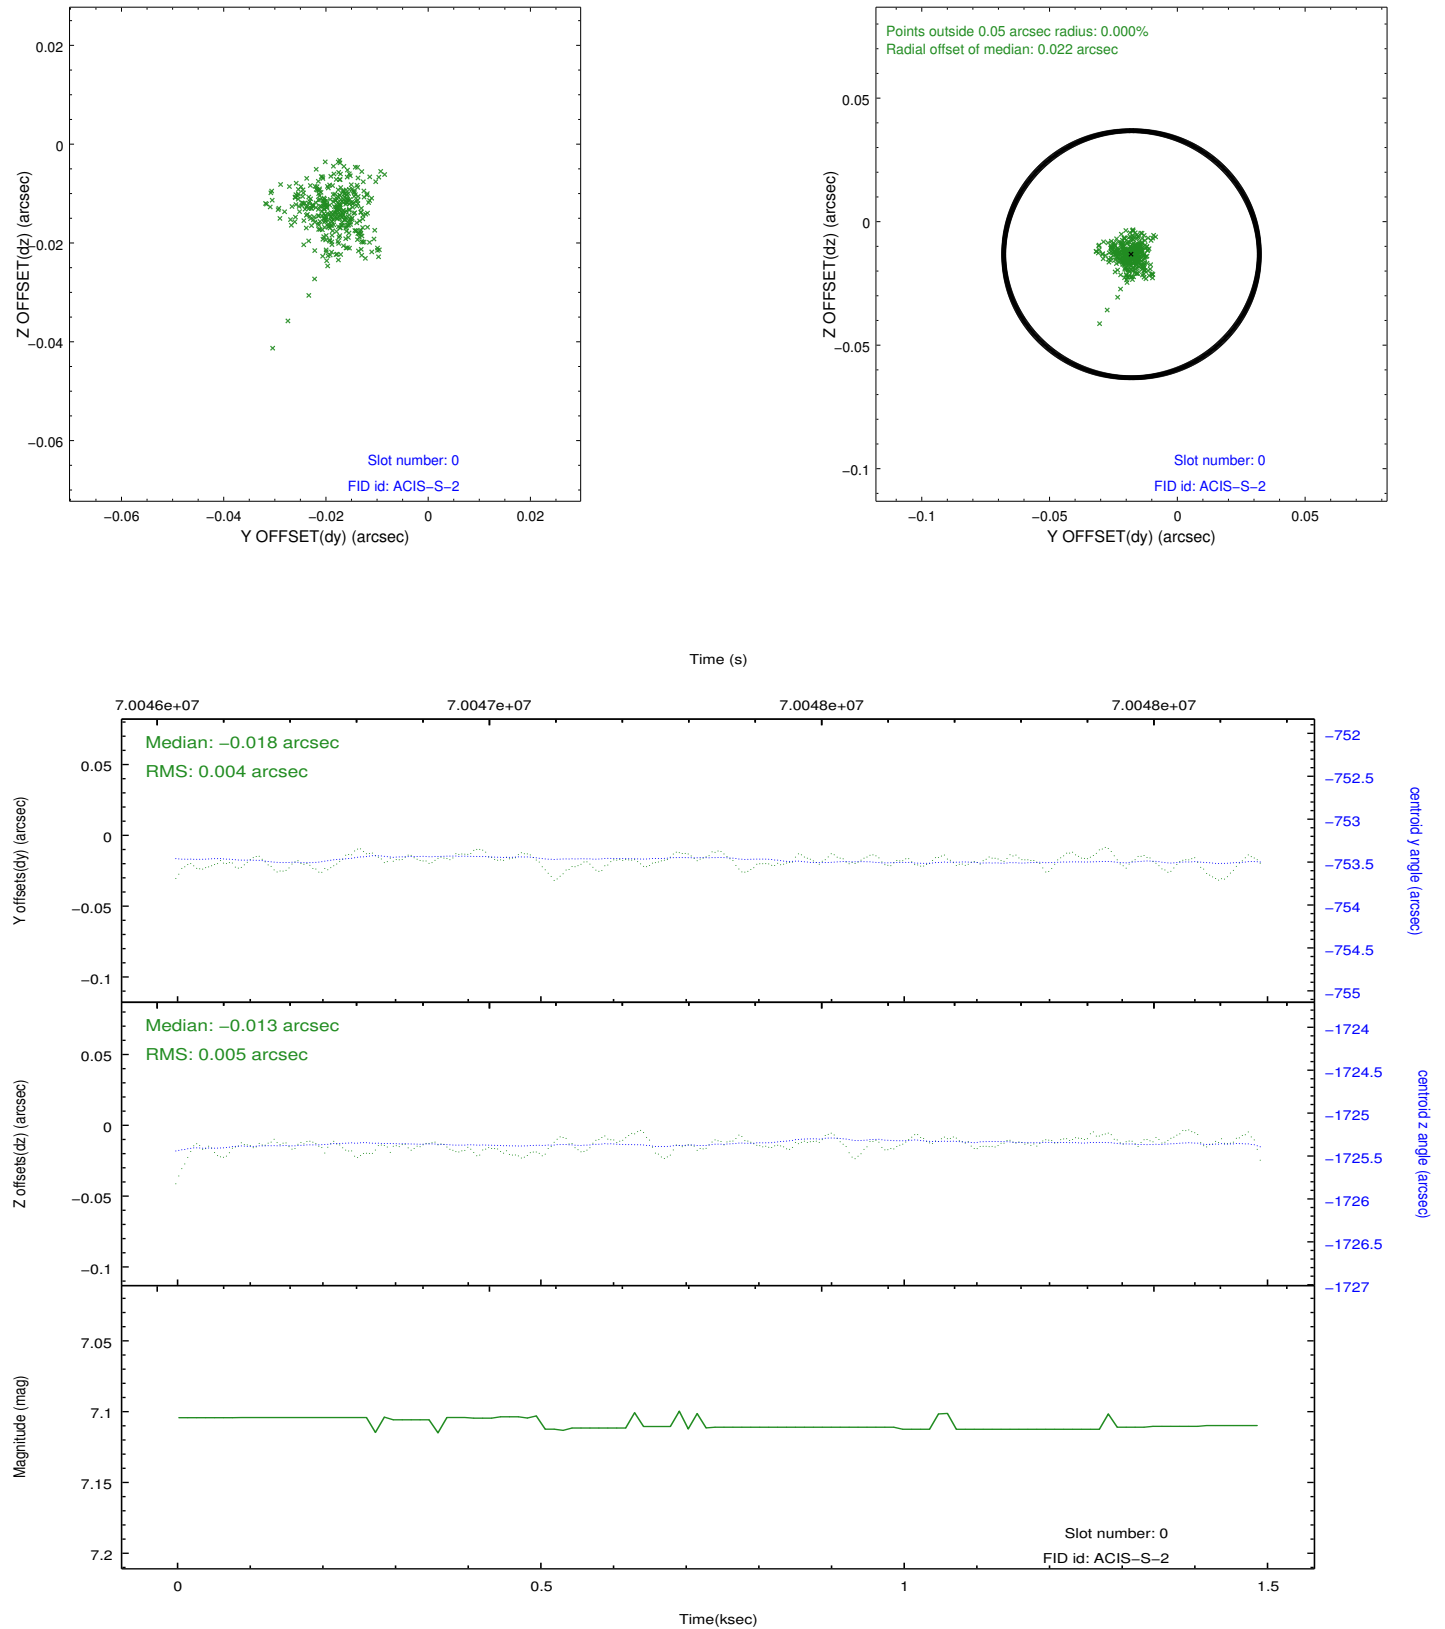 0.02
0
−0.02
−0.04
−0.06
Z OFFSET(dz) (arcsec)
Slot number: 0
FID id: ACIS−S−2
−0.06 −0.04 −0.02 0 0.02
Y OFFSET(dy) (arcsec)
Points outside 0.05 arcsec radius: 0.000%
Radial offset of median: 0.022 arcsec
0.05
0
−0.05
−0.1
Z OFFSET(dz) (arcsec)
Slot number: 0
FID id: ACIS−S−2
−0.1 −0.05 0 0.05
Y OFFSET(dy) (arcsec)
Time (s)
7.0046e+07 7.0047e+07 7.0048e+07 7.0048e+07
Median: −0.018 arcsec
RMS: 0.004 arcsec
0.05
0
−0.05
−0.1
Y offsets(dy) (arcsec)
−752
−752.5
−753
−753.5
−754
−754.5
−755
centroid y angle (arcsec)
Median: −0.013 arcsec
RMS: 0.005 arcsec
0.05
0
−0.05
−0.1
Z offsets(dz) (arcsec)
−1724
−1724.5
−1725
−1725.5
−1726
−1726.5
−1727
centroid z angle (arcsec)
7.05
7.1
7.15
7.2
Magnitude (mag)
Slot number: 0
FID id: ACIS−S−2
0 0.5 1 1.5
Time(ksec)